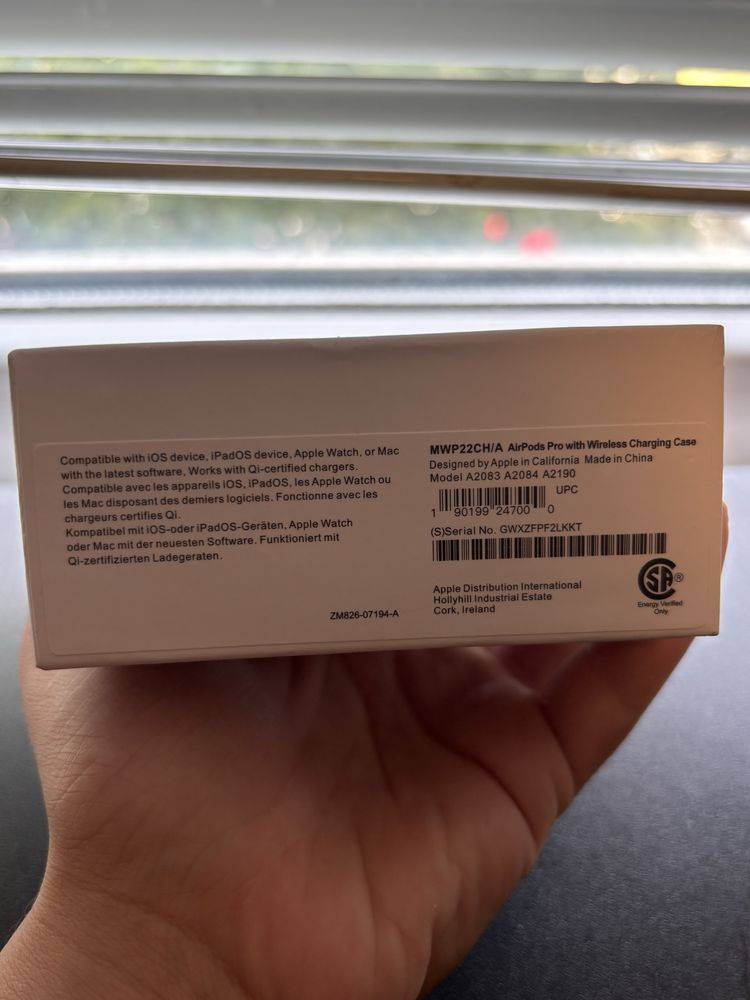 Compatible with iOS device, iPadOS device, Apple Watch, or Mac
with the latest software, Works with Qi-certified chargers.
Compatible avec les appareils iOS, iPadOS, les Apple Watch ou
les Mac disposant des demiers logiciels. Fonctionne avec les
chargeurs certifies Qi.
Kompatibel mit iOS-oder iPadOS-Geräten, Apple Watch
oder Mac mit der neuesten Software. Funktioniert mit
Qi-zertifizierten Ladegeraten.
ZM826-07194-A
MWP22CH/A AirPods Pro with Wireless Charging Case
Designed by Apple in California Made in China
Model A2083 A2084 A2190
UPC
1 90199 24700 0
(S)Serial No. GWXZFPF2LKKT
Apple Distribution International
Hollyhill Industrial Estate
Cork, Ireland
SA ®
Energy Verified
Only